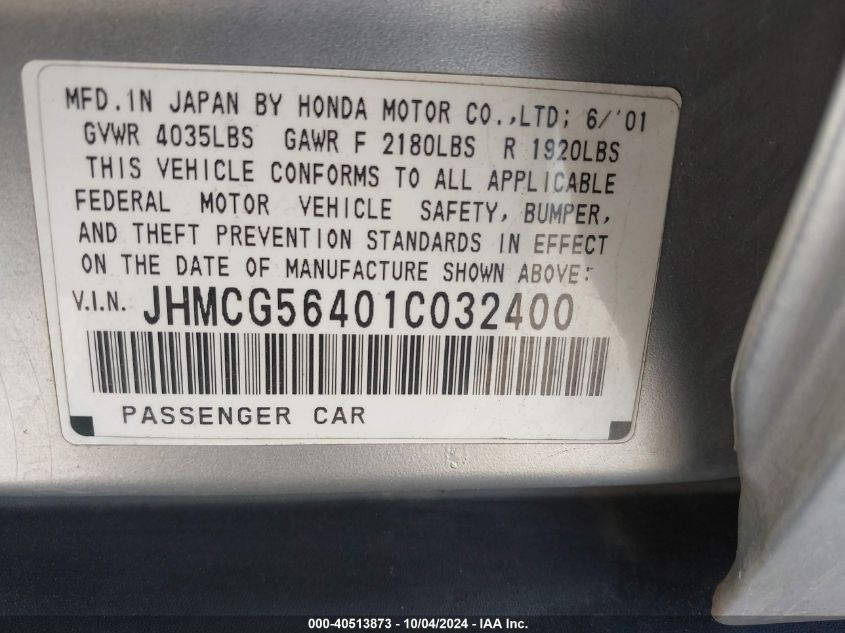 MFD.IN JAPAN BY HONDA MOTOR CO.,LTD; 6/'01
GVWR 4035LBS GAWR F 2180LBS R 1920LBS
THIS VEHICLE CONFORMS TO ALL APPLICABLE
FEDERAL MOTOR VEHICLE SAFETY, BUMPER,
AND THEFT PREVENTION STANDARDS IN EFFECT
ON THE DATE OF MANUFACTURE SHOWN ABOVE:
V.I.N. JHMCG56401C032400
PASSENGER CAR
000-40513873 - 10/04/2024 - IAA Inc.